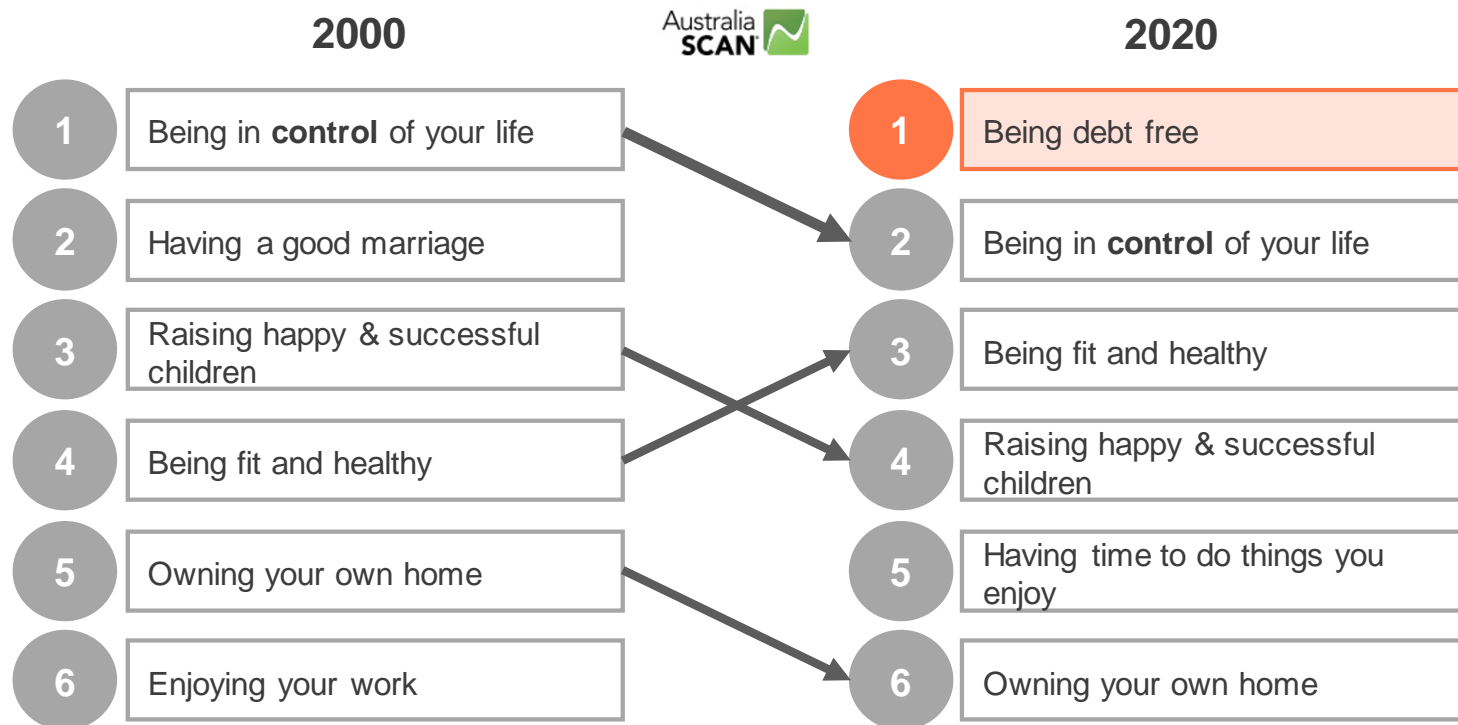 2000
Australia
SCAN
2020
1
Being in control of your life
2
Having a good marriage
3
Raising happy & successful
children
4
Being fit and healthy
5
Owning your own home
6
Enjoying your work
1
Being debt free
2
Being in control of your life
3
Being fit and healthy
4
Raising happy & successful
children
5
Having time to do things you
enjoy
6
Owning your own home